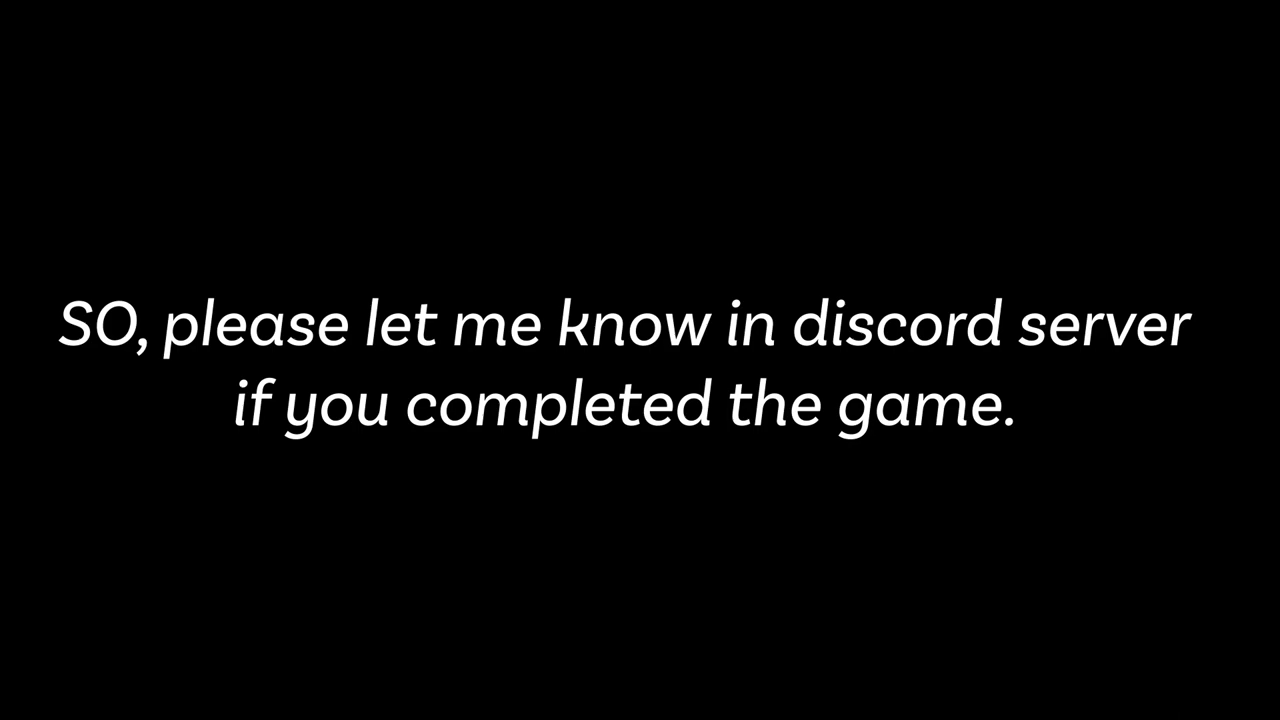 SO, please let me know in discord server
if you completed the game.